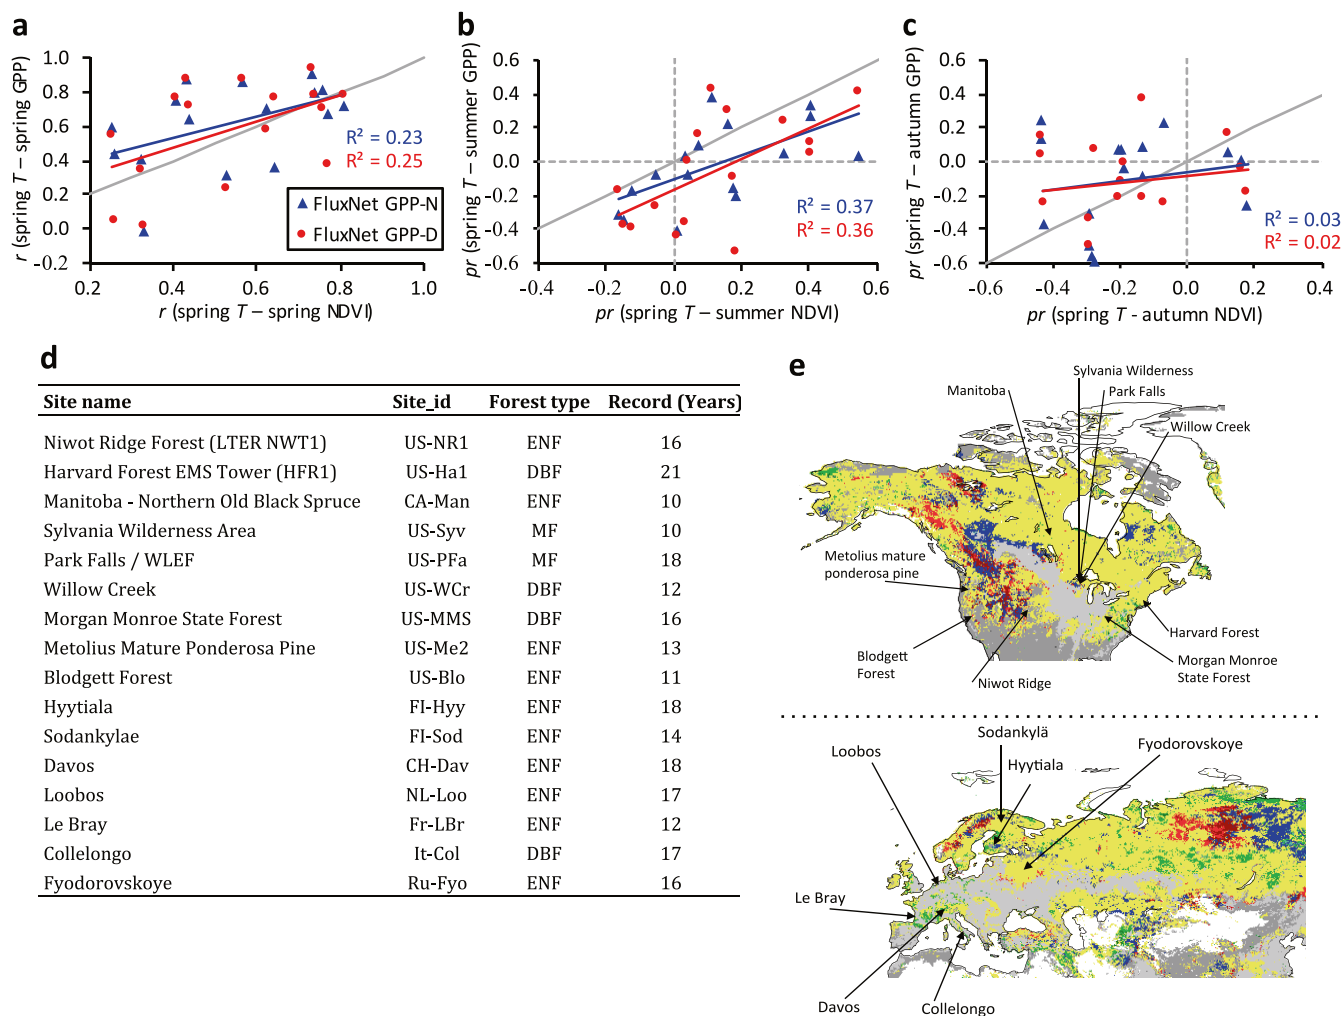 a
r (spring T – spring GPP)
1.0
0.8
0.6
0.4
0.2
0.0
-0.2
R² = 0.23
R² = 0.25
FluxNet GPP-N
FluxNet GPP-D
0.2
0.4
0.6
0.8
1.0
r (spring T – spring NDVI)
b
pr (spring T – summer GPP)
0.6
0.4
0.2
0.0
-0.2
-0.4
-0.6
R² = 0.37
R² = 0.36
-0.4
-0.2
0.0
0.2
0.4
0.6
pr (spring T – summer NDVI)
c
pr (spring T – autumn GPP)
0.6
0.4
0.2
0.0
-0.2
-0.4
-0.6
R² = 0.03
R² = 0.02
-0.6
-0.4
-0.2
0.0
0.2
0.4
pr (spring T - autumn NDVI)
d
Site name Site_id Forest type Record (Years)
Niwot Ridge Forest (LTER NWT1) US-NR1 ENF 16
Harvard Forest EMS Tower (HFR1) US-Ha1 DBF 21
Manitoba - Northern Old Black Spruce CA-Man ENF 10
Sylvania Wilderness Area US-Syv MF 10
Park Falls / WLEF US-PFa MF 18
Willow Creek US-WCr DBF 12
Morgan Monroe State Forest US-MMS DBF 16
Metolius Mature Ponderosa Pine US-Me2 ENF 13
Blodgett Forest US-Blo ENF 11
Hyytiala FI-Hyy ENF 18
Sodankylae FI-Sod ENF 14
Davos CH-Dav ENF 18
Loobos NL-Loo ENF 17
Le Bray Fr-LBr ENF 12
Collelongo It-Col DBF 17
Fyodorovskoye Ru-Fyo ENF 16
e
Sylvania Wilderness
Manitoba
Park Falls
Willow Creek
Metolius mature
ponderosa pine
Harvard Forest
Blodgett
Forest
Niwot Ridge
Morgan Monroe
State Forest
Sodankylä
Loobos
Hyytiala
Fyodorovskoye
Le Bray
Davos
Collelongo